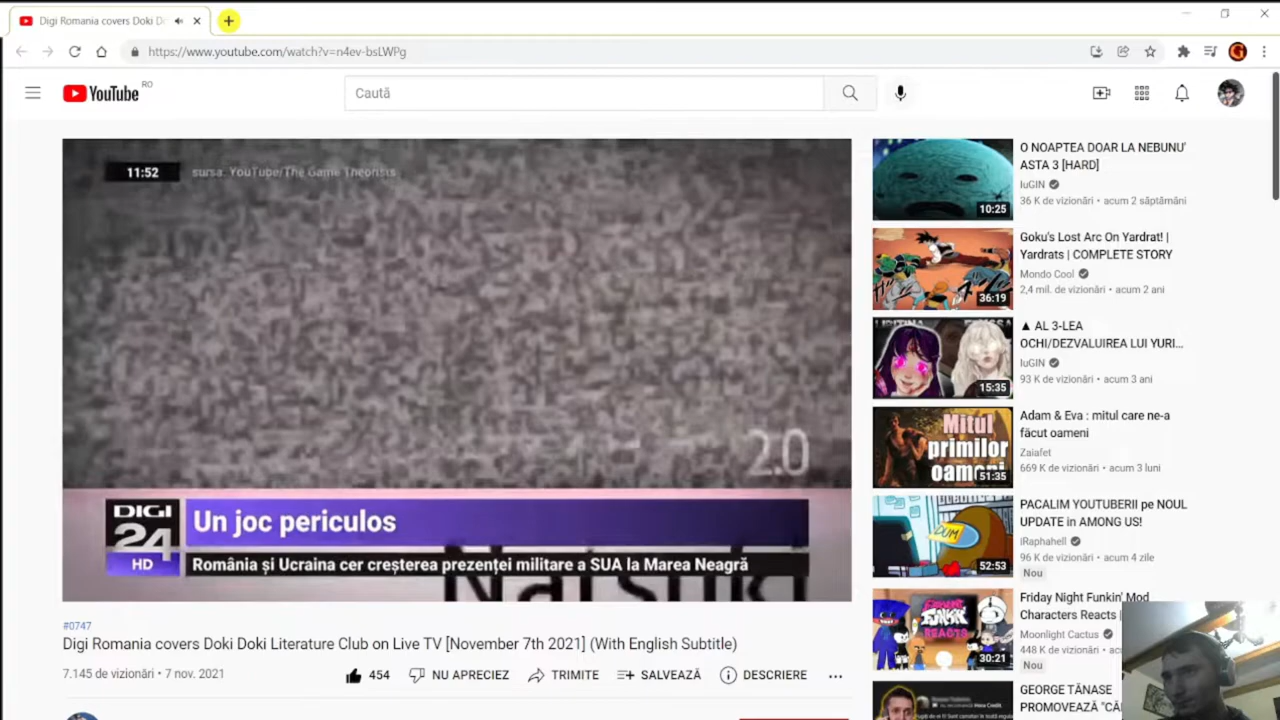 Digi Romania covers Doki Do
https://www.youtube.com/watch?v=n4ev-bsLWPg
YouTube RO
Caută
11:52 sursa: YouTube/The Game Theorists
2.0
DIGI 24 HD
Un joc periculos
România și Ucraina cer creșterea prezenței militare a SUA la Marea Neagră
Natsuki
#0747
Digi Romania covers Doki Doki Literature Club on Live TV [November 7th 2021] (With English Subtitle)
7.145 de vizionări • 7 nov. 2021
454 NU APRECIEZ TRIMITE SALVEAZĂ DESCRIERE
O NOAPTEA DOAR LA NEBUNU'
ASTA 3 [HARD]
IuGIN
36 K de vizionări • acum 2 săptămâni
10:25
Goku's Lost Arc On Yardrat! |
Yardrats | COMPLETE STORY
Mondo Cool
2,4 mil. de vizionări • acum 2 ani
36:19
▲ AL 3-LEA
OCHI/DEZVALUIREA LUI YURI...
IuGIN
93 K de vizionări • acum 3 ani
15:35
Adam & Eva : mitul care ne-a
făcut oameni
Zaiafet
669 K de vizionări • acum 3 luni
Mitul
primilor
oameni
51:35
PACALIM YOUTUBERII pe NOUL
UPDATE in AMONG US!
iRaphahell
96 K de vizionări • acum 4 zile
Nou
DUM
52:53
Friday Night Funkin' Mod
Characters Reacts |
Moonlight Cactus
448 K de vizionări
Nou
FUNKIN
REACTS
30:21
GEORGE TĂNASE
PROMOVEAZĂ